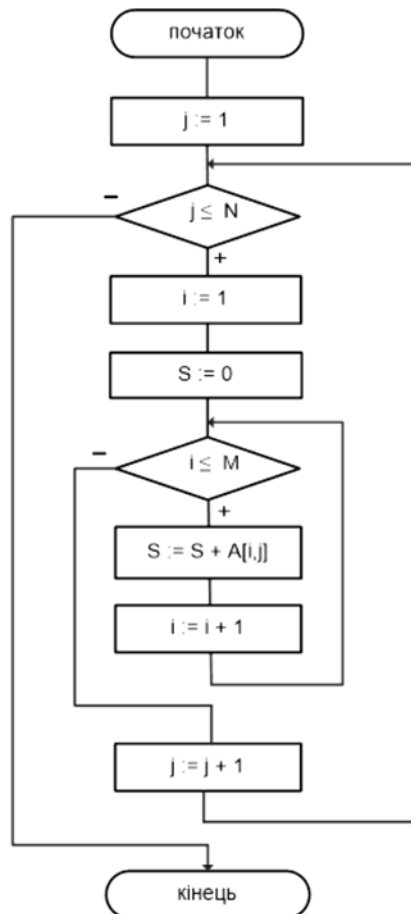 початок
j := 1
–
j ≤ N
+
i := 1
S := 0
–
i ≤ M
+
S := S + A[i,j]
i := i + 1
j := j + 1
кінець